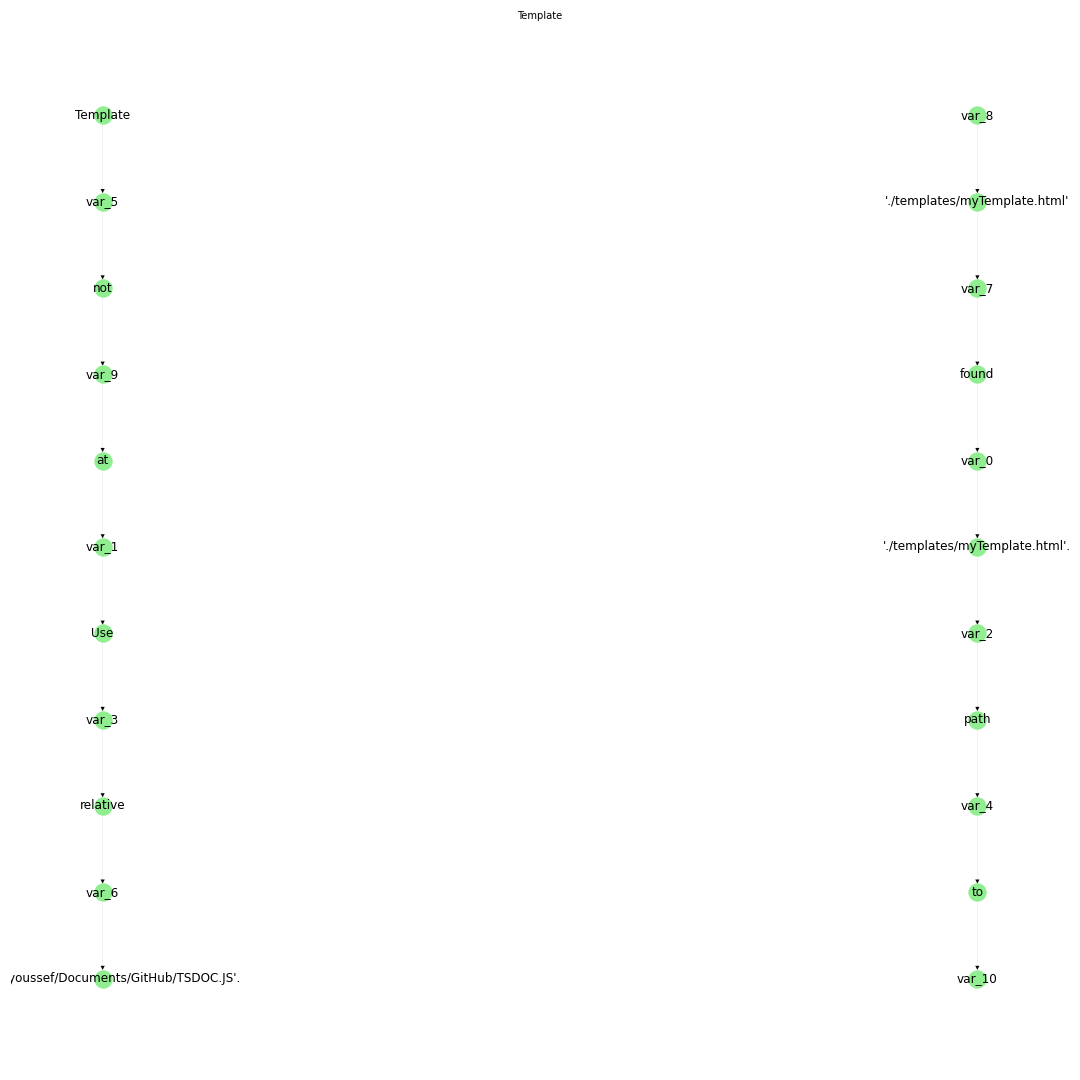 Template
Template
var_8
var_5
'./templates/myTemplate.html'
not
var_7
var_9
found
at
var_0
var_1
'./templates/myTemplate.html'.
Use
var_2
var_3
path
relative
var_4
var_6
to
/Documents/GitHub/TSDOC.JS'.
var_10